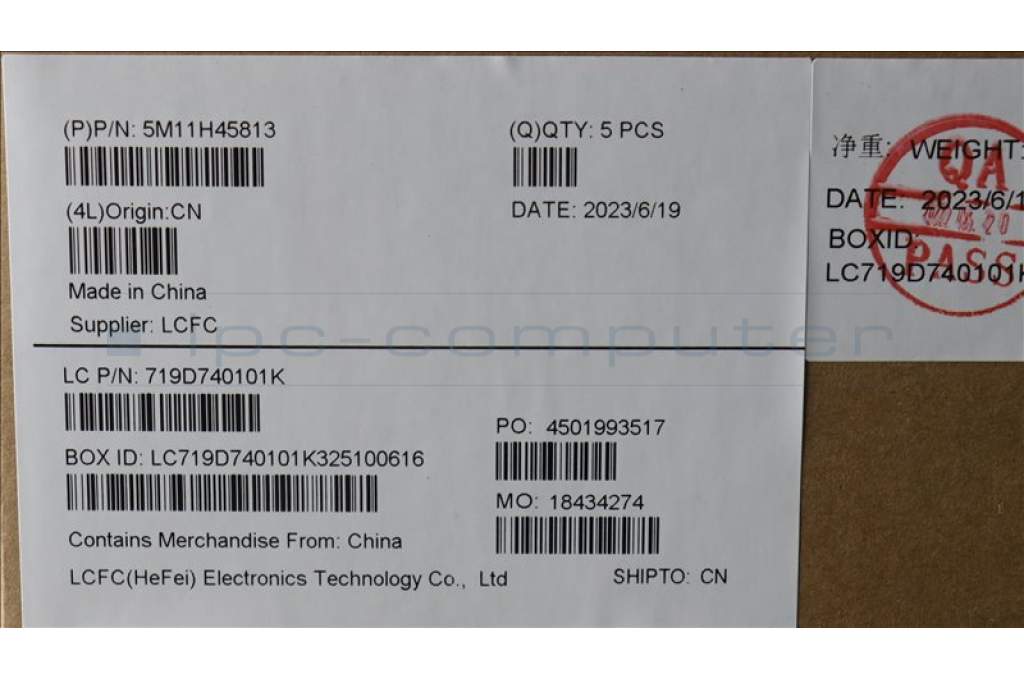 (P)P/N: 5M11H45813
(Q)QTY: 5 PCS
(4L)Origin:CN
DATE: 2023/6/19
Made in China
Supplier: LCFC
ipc-computer
LC P/N: 719D740101K
PO: 4501993517
BOX ID: LC719D740101K325100616
MO: 18434274
Contains Merchandise From: China
LCFC(HeFei) Electronics Technology Co., Ltd
SHIPTO: CN
净重: WEIGHT:
DATE: 2023/6/1
BOXID:
LC719D740101K
QA
PASS